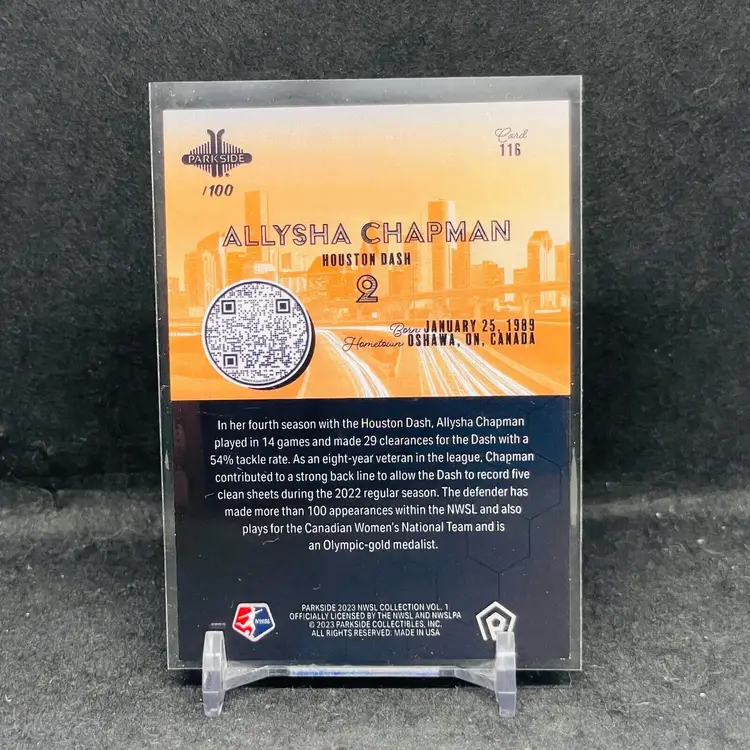 PARKSIDE
Card
116
/100
ALLYSHA CHAPMAN
HOUSTON DASH
2
Born JANUARY 25, 1989
Hometown OSHAWA, ON, CANADA
In her fourth season with the Houston Dash, Allysha Chapman
played in 14 games and made 29 clearances for the Dash with a
54% tackle rate. As an eight-year veteran in the league, Chapman
contributed to a strong back line to allow the Dash to record five
clean sheets during the 2022 regular season. The defender has
made more than 100 appearances within the NWSL and also
plays for the Canadian Women's National Team and is
an Olympic-gold medalist.
NWSL
PARKSIDE 2023 NWSL COLLECTION VOL. 1
OFFICIALLY LICENSED BY THE NWSL AND NWSLPA
© 2023 PARKSIDE COLLECTIBLES, INC.
ALL RIGHTS RESERVED. MADE IN USA